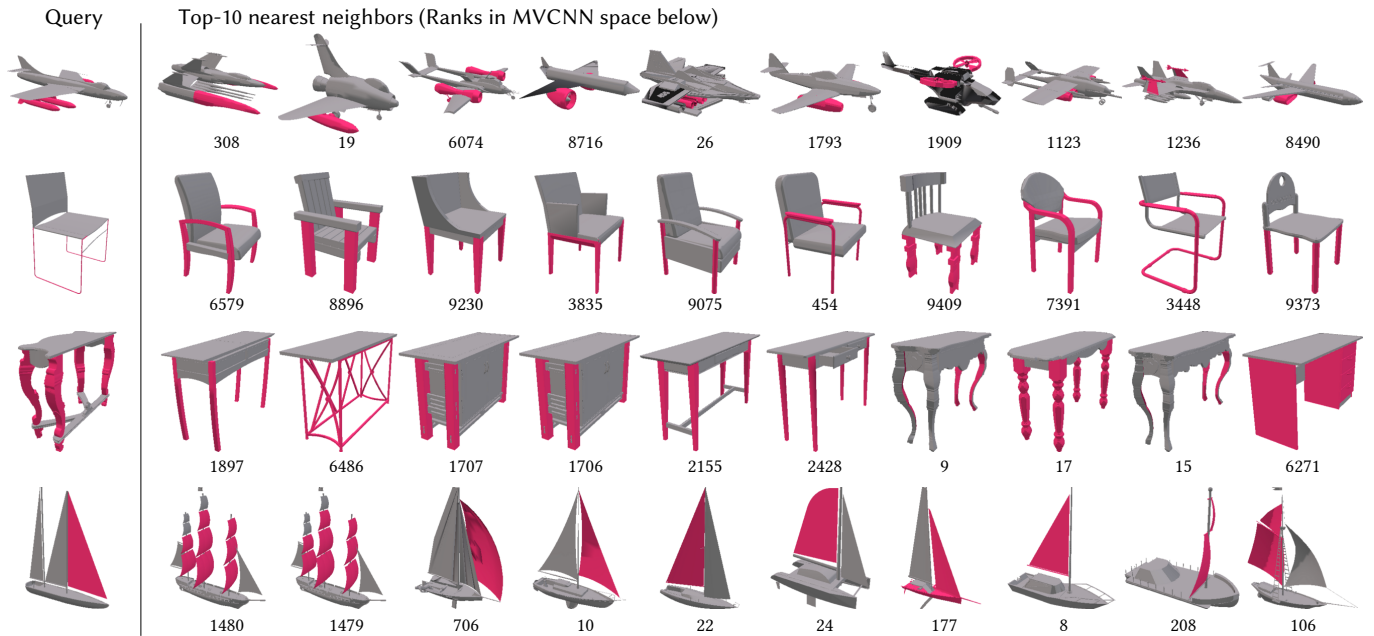 Query Top-10 nearest neighbors (Ranks in MVCNN space below)
308 19 6074 8716 26 1793 1909 1123 1236 8490
6579 8896 9230 3835 9075 454 9409 7391 3448 9373
1897 6486 1707 1706 2155 2428 9 17 15 6271
1480 1479 706 10 22 24 177 8 208 106